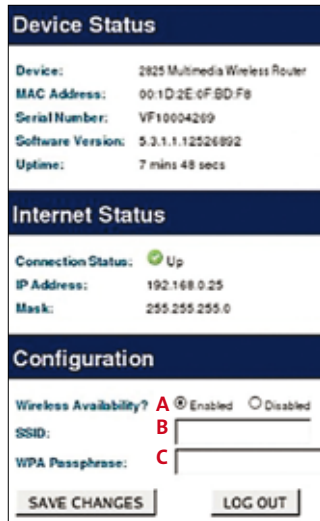 Device Status
Device: 2825 Multimedia Wireless Router
MAC Address: 00:1D:2E:0F:BD:F8
Serial Number: VF10004269
Software Version: 5.3.1.1.12526892
Uptime: 7 mins 48 secs
Internet Status
Connection Status: Up
IP Address: 192.168.0.25
Mask: 255.255.255.0
Configuration
Wireless Availability? A Enabled Disabled
SSID: B
WPA Passphrase: C
SAVE CHANGES LOG OUT